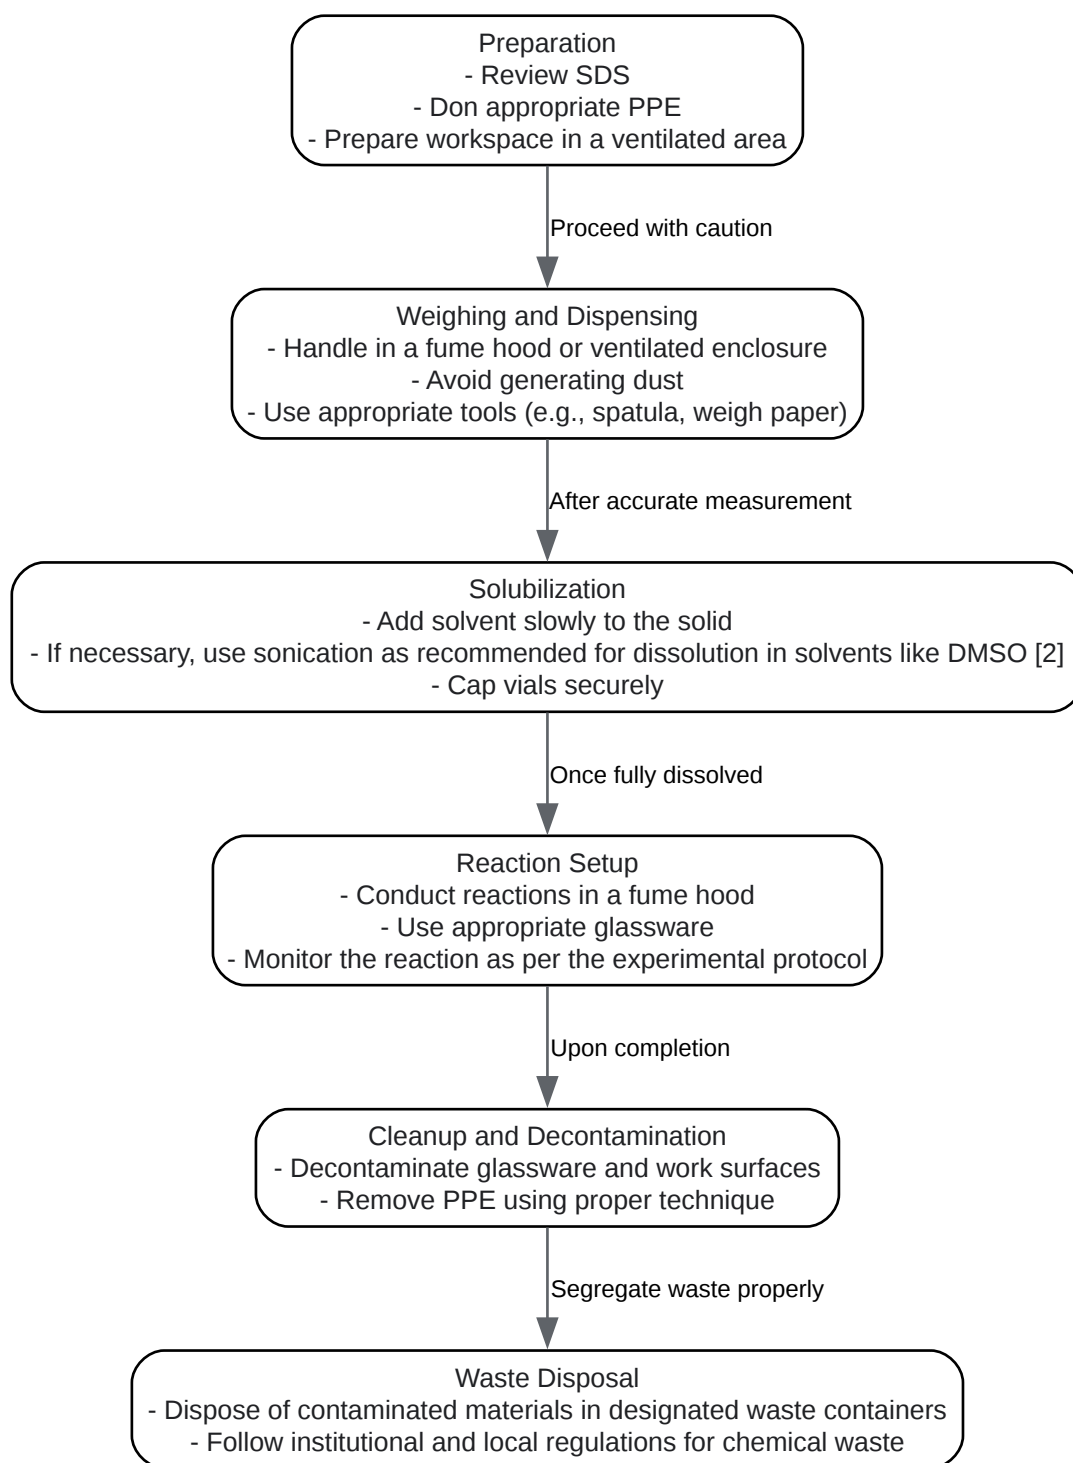 Preparation
- Review SDS
- Don appropriate PPE
- Prepare workspace in a ventilated area
Proceed with caution
Weighing and Dispensing
- Handle in a fume hood or ventilated enclosure
- Avoid generating dust
- Use appropriate tools (e.g., spatula, weigh paper)
After accurate measurement
Solubilization
- Add solvent slowly to the solid
- If necessary, use sonication as recommended for dissolution in solvents like DMSO [2]
- Cap vials securely
Once fully dissolved
Reaction Setup
- Conduct reactions in a fume hood
- Use appropriate glassware
- Monitor the reaction as per the experimental protocol
Upon completion
Cleanup and Decontamination
- Decontaminate glassware and work surfaces
- Remove PPE using proper technique
Segregate waste properly
Waste Disposal
- Dispose of contaminated materials in designated waste containers
- Follow institutional and local regulations for chemical waste